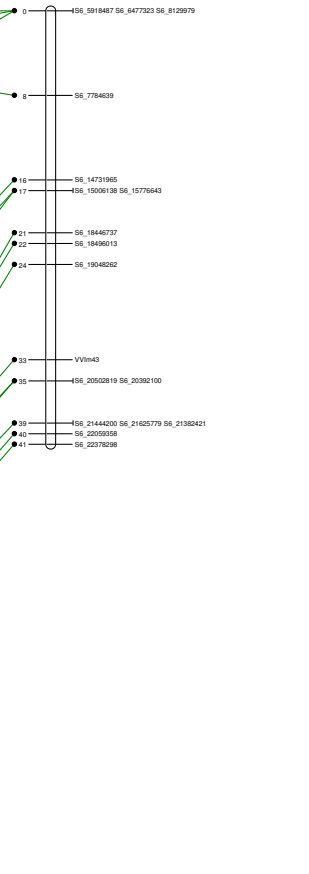 0 S6_5918487 S6_6477323 S6_8129979
8 S6_7784639
16 S6_14731965
17 S6_15006138 S6_15776643
21 S6_18446737
22 S6_18496013
24 S6_19048262
33 VVIm43
35 S6_20502819 S6_20392100
39 S6_21444200 S6_21625779 S6_21382421
40 S6_22059358
41 S6_22378298